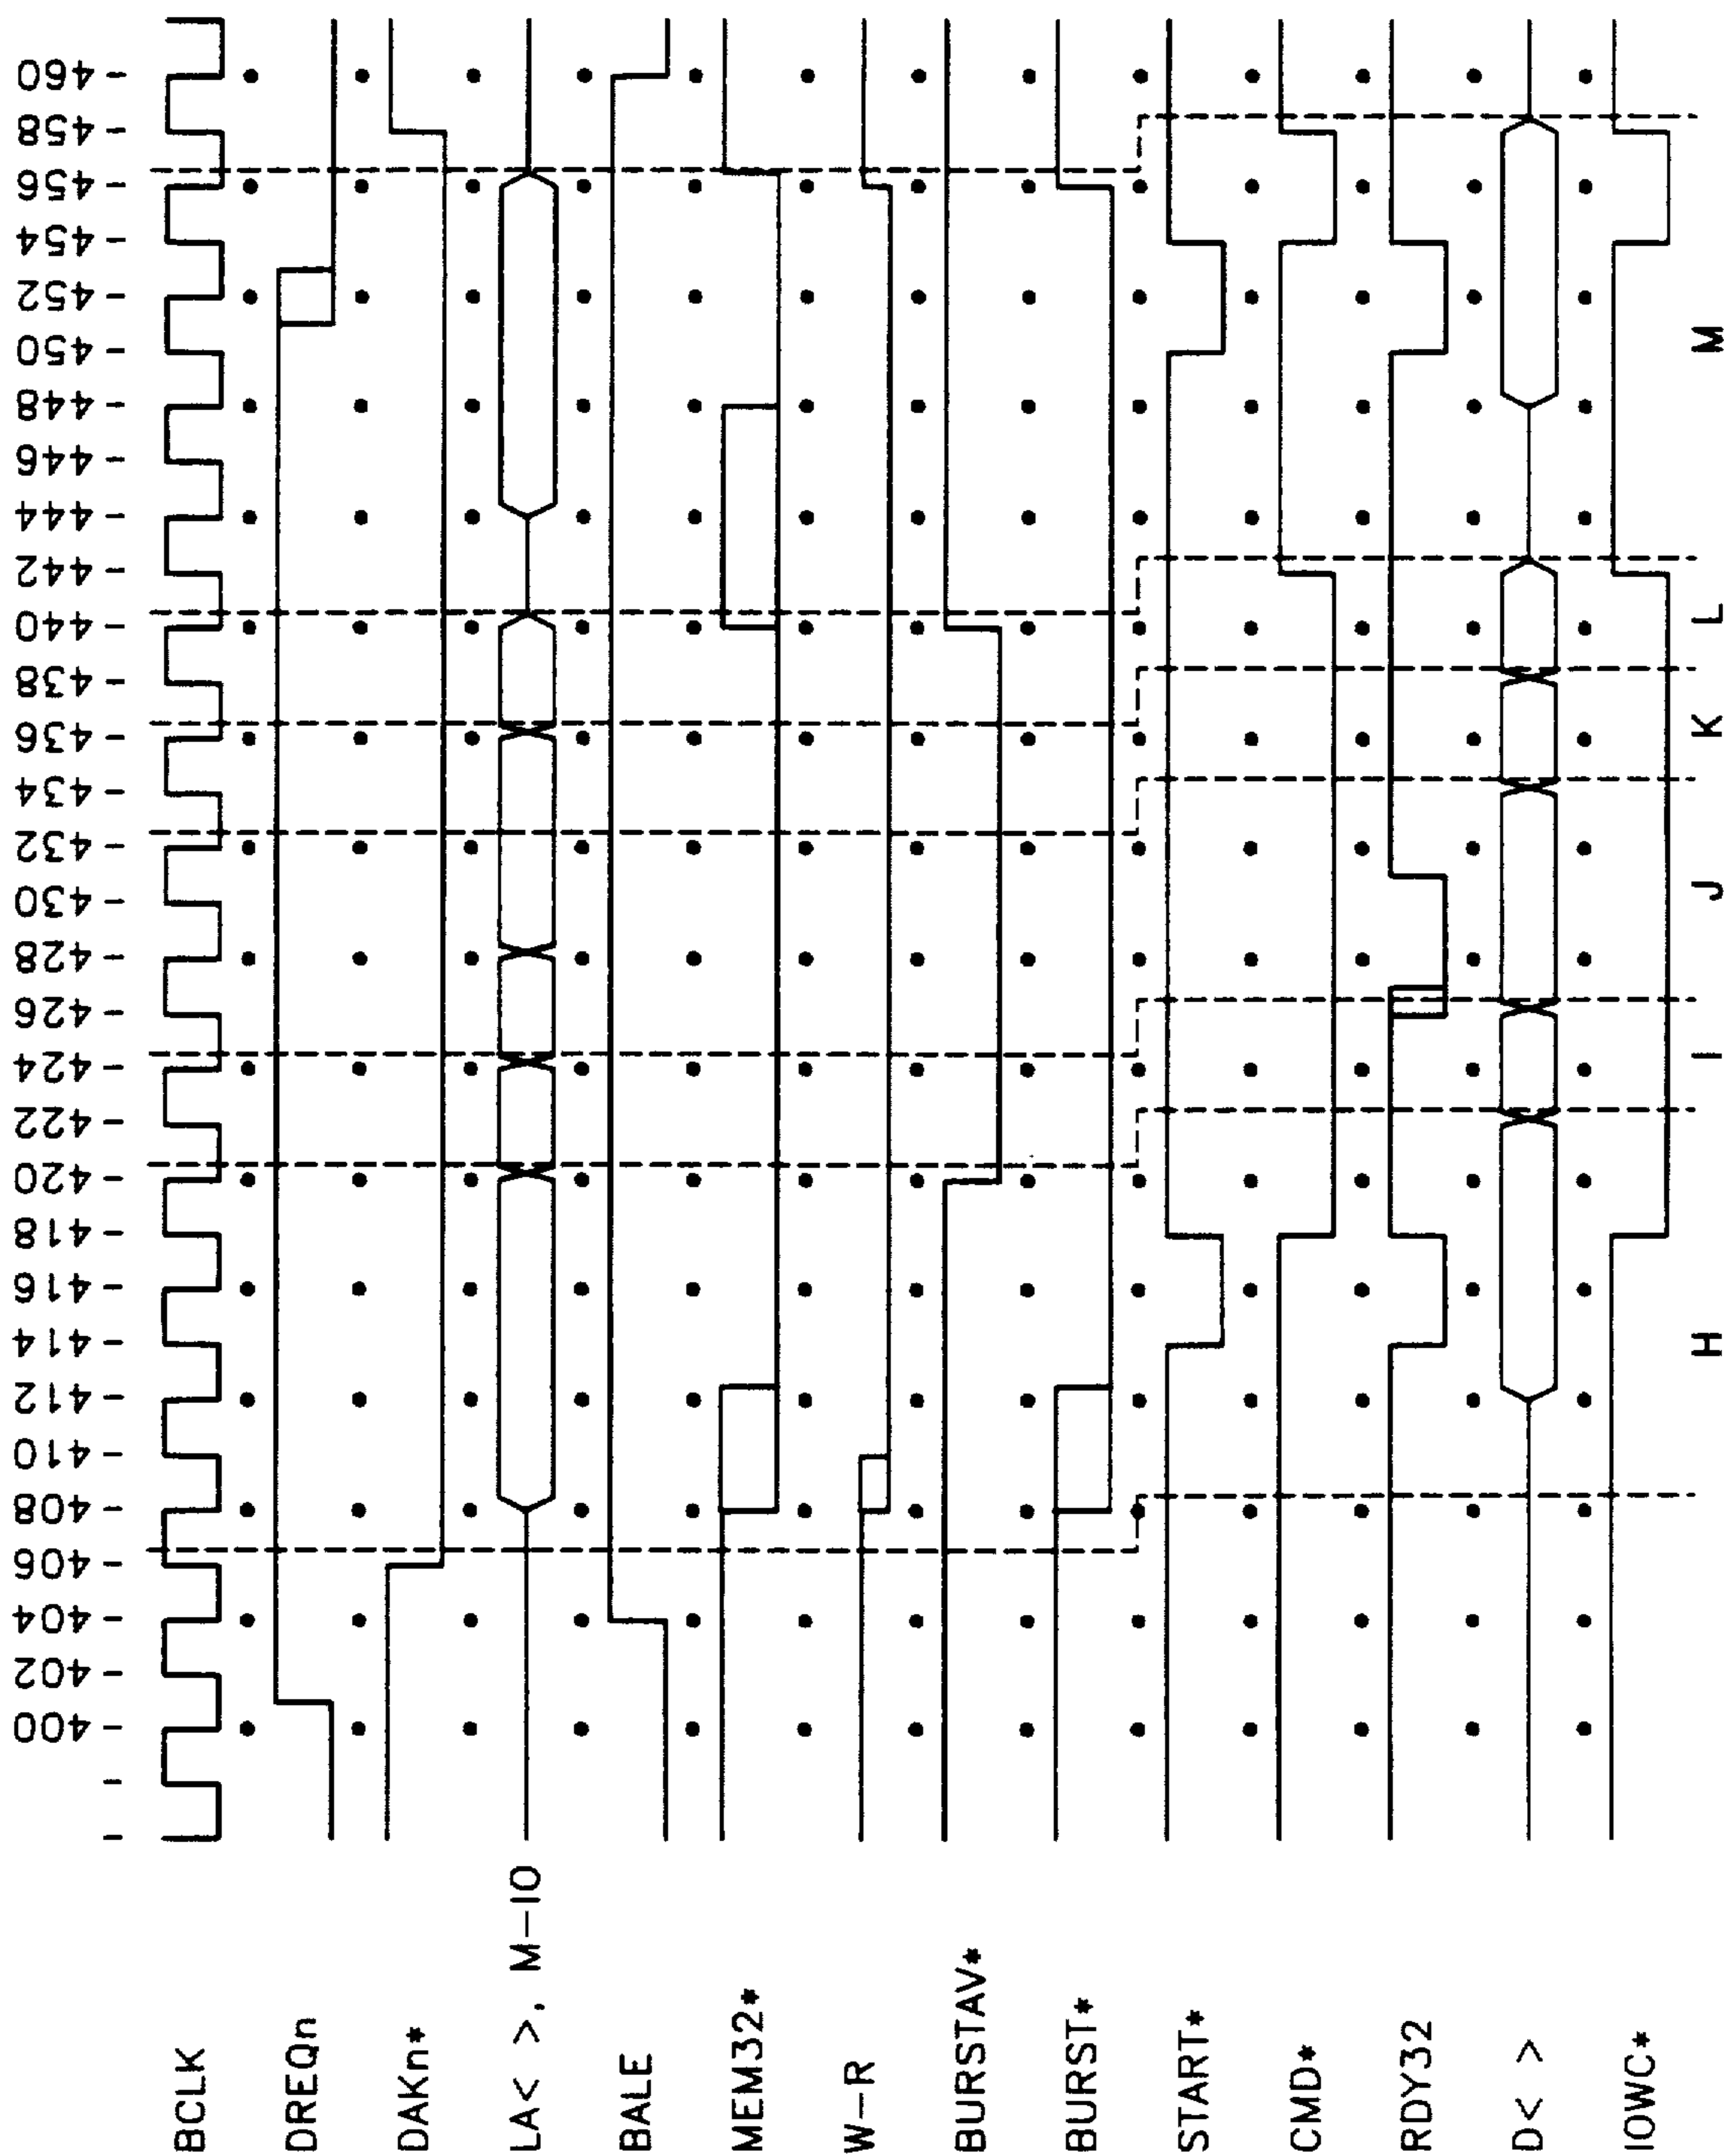 BCLK
DREQn
DAKn*
LA< >, M-IO
BALE
MEM32*
W-R
BURSTAV*
BURST*
START*
CMD*
RDY32
D< >
IOWC*
400
402
404
406
408
410
412
414
416
418
420
422
424
426
428
430
432
434
436
438
440
442
444
446
448
450
452
454
456
458
460
H
I
J
K
L
M